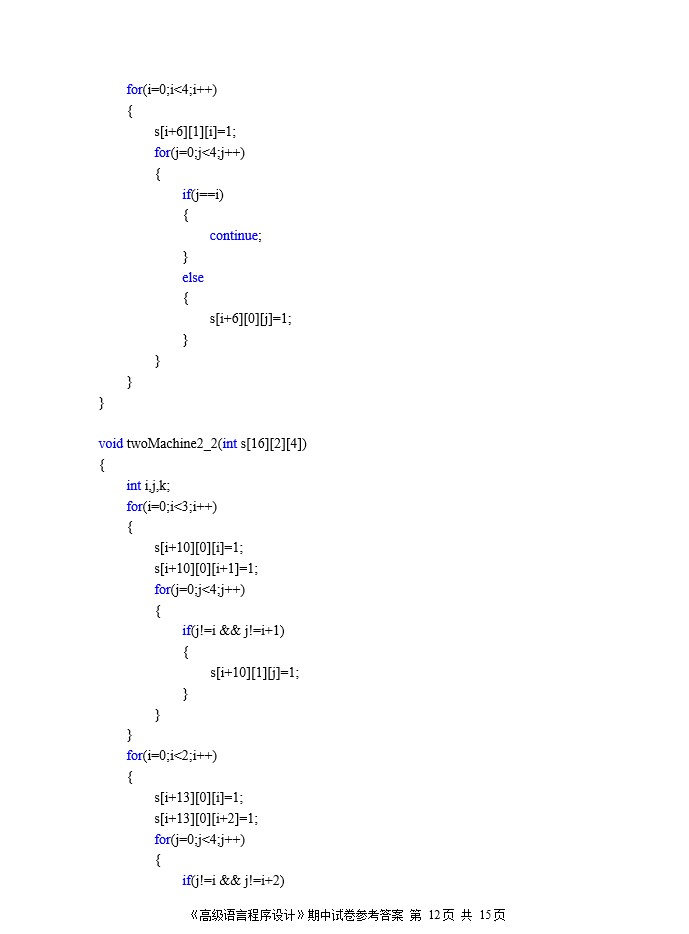 for(i=0;i<4;i++)
{
s[i+6][1][i]=1;
for(j=0;j<4;j++)
{
if(j==i)
{
continue;
}
else
{
s[i+6][0][j]=1;
}
}
}
}
void twoMachine2_2(int s[16][2][4])
{
int i,j,k;
for(i=0;i<3;i++)
{
s[i+10][0][i]=1;
s[i+10][0][i+1]=1;
for(j=0;j<4;j++)
{
if(j!=i && j!=i+1)
{
s[i+10][1][j]=1;
}
}
}
for(i=0;i<2;i++)
{
s[i+13][0][i]=1;
s[i+13][0][i+2]=1;
for(j=0;j<4;j++)
{
if(j!=i && j!=i+2)
《高级语言程序设计》期中试卷参考答案 第 12页 共 15页